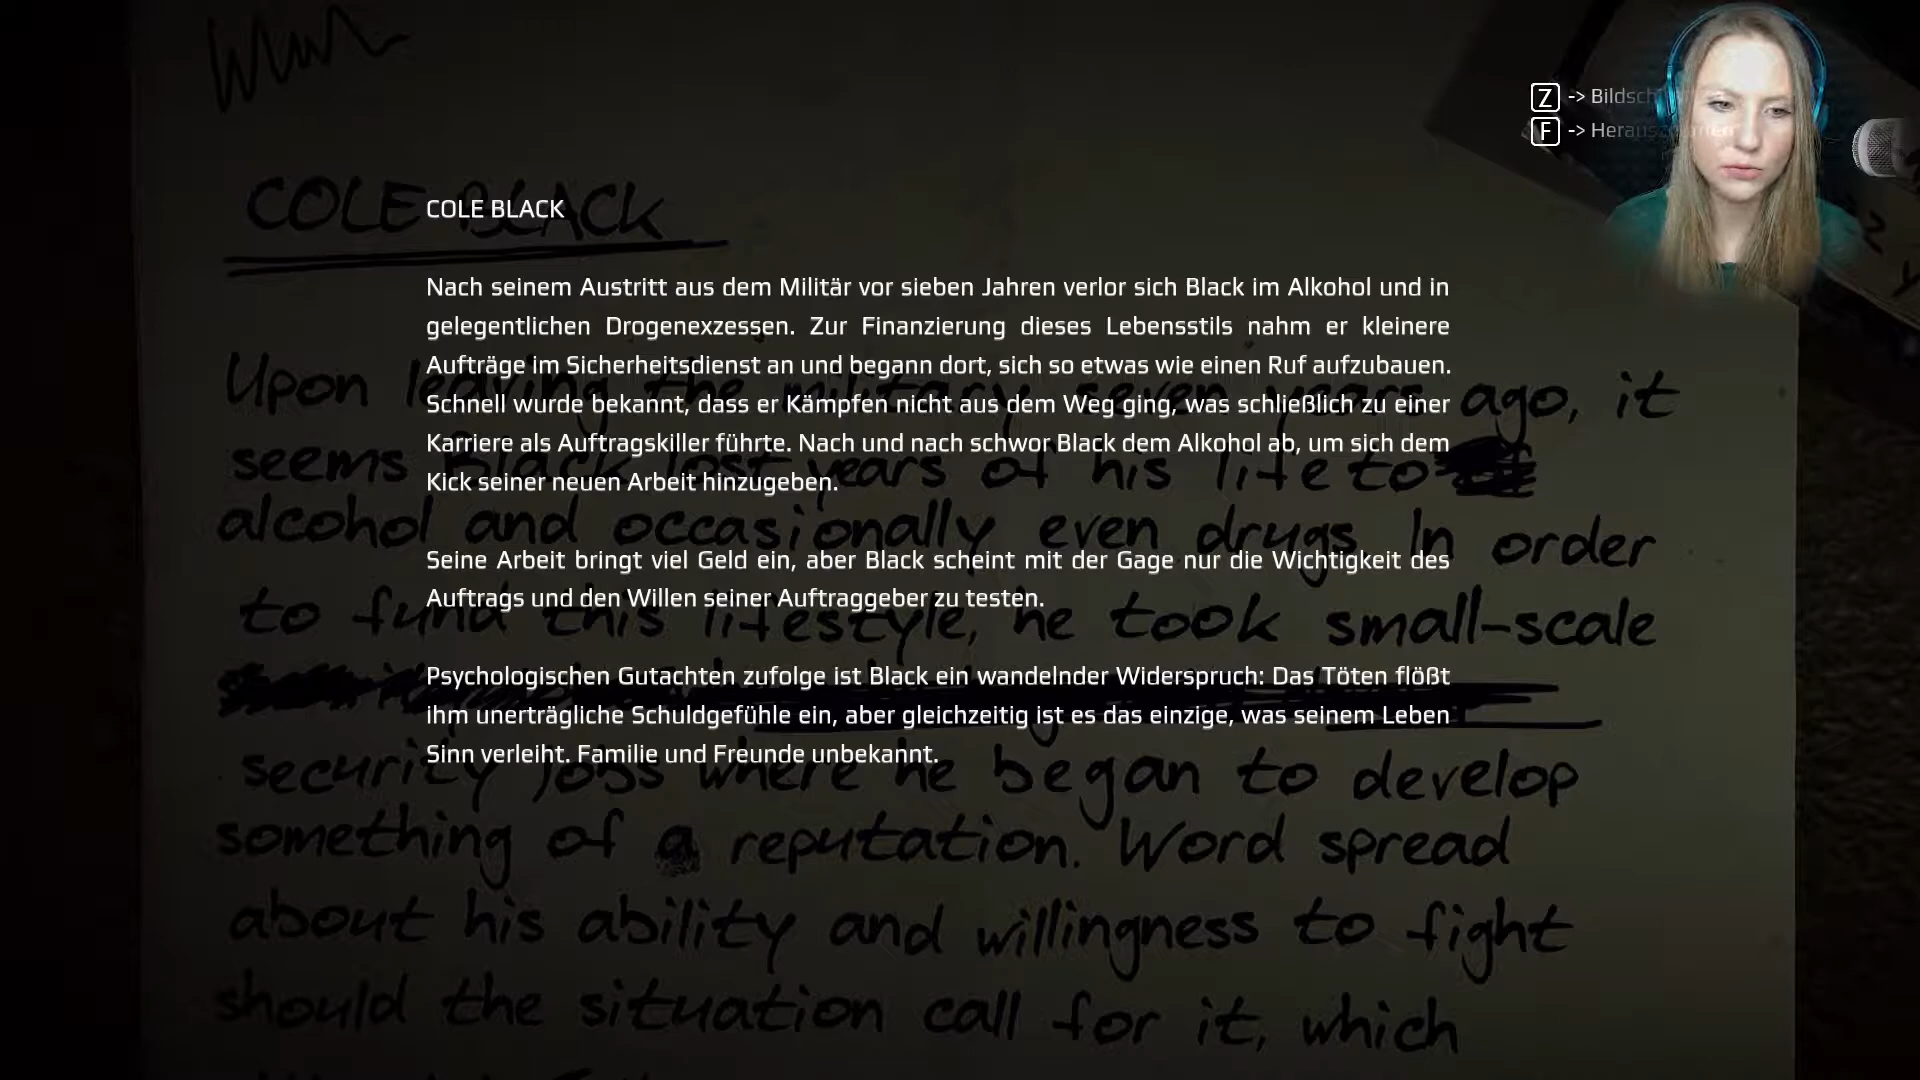 Z -> Bildsch
F -> Herauszoomen
COLE BLACK
COLE BLACK
Nach seinem Austritt aus dem Militär vor sieben Jahren verlor sich Black im Alkohol und in
gelegentlichen Drogenexzessen. Zur Finanzierung dieses Lebensstils nahm er kleinere
Aufträge im Sicherheitsdienst an und begann dort, sich so etwas wie einen Ruf aufzubauen.
Schnell wurde bekannt, dass er Kämpfen nicht aus dem Weg ging, was schließlich zu einer
Karriere als Auftragskiller führte. Nach und nach schwor Black dem Alkohol ab, um sich dem
Kick seiner neuen Arbeit hinzugeben.
Seine Arbeit bringt viel Geld ein, aber Black scheint mit der Gage nur die Wichtigkeit des
Auftrags und den Willen seiner Auftraggeber zu testen.
Psychologischen Gutachten zufolge ist Black ein wandelnder Widerspruch: Das Töten flößt
ihm unerträgliche Schuldgefühle ein, aber gleichzeitig ist es das einzige, was seinem Leben
Sinn verleiht. Familie und Freunde unbekannt.
Upon leaving the military seven years ago, it
seems Black lost years of his life to
alcohol and occasionally even drugs. In order
to fund this lifestyle, he took small-scale
security jobs where he began to develop
something of a reputation. Word spread
about his ability and willingness to fight
should the situation call for it, which